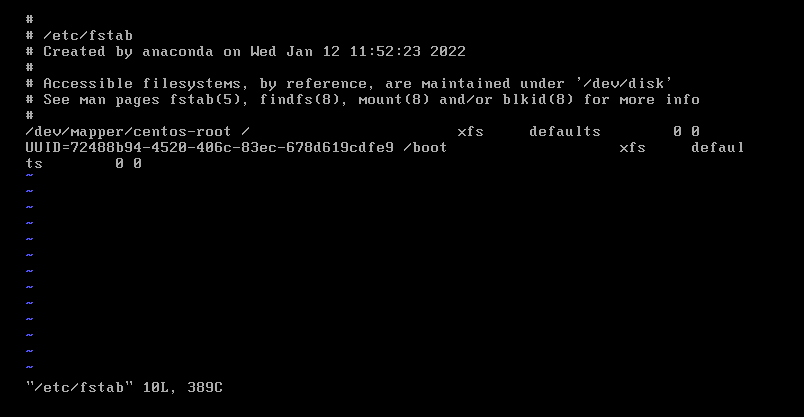 #
# /etc/fstab
# Created by anaconda on Wed Jan 12 11:52:23 2022
#
# Accessible filesystems, by reference, are maintained under '/dev/disk'
# See man pages fstab(5), findfs(8), mount(8) and/or blkid(8) for more info
#
/dev/mapper/centos-root /                       xfs     defaults        0 0
UUID=72488b94-4520-406c-83ec-678d619cdfe9 /boot                   xfs     defaul
ts        0 0
~
~
~
~
~
~
~
~
~
~
~
~
~
"/etc/fstab" 10L, 389C